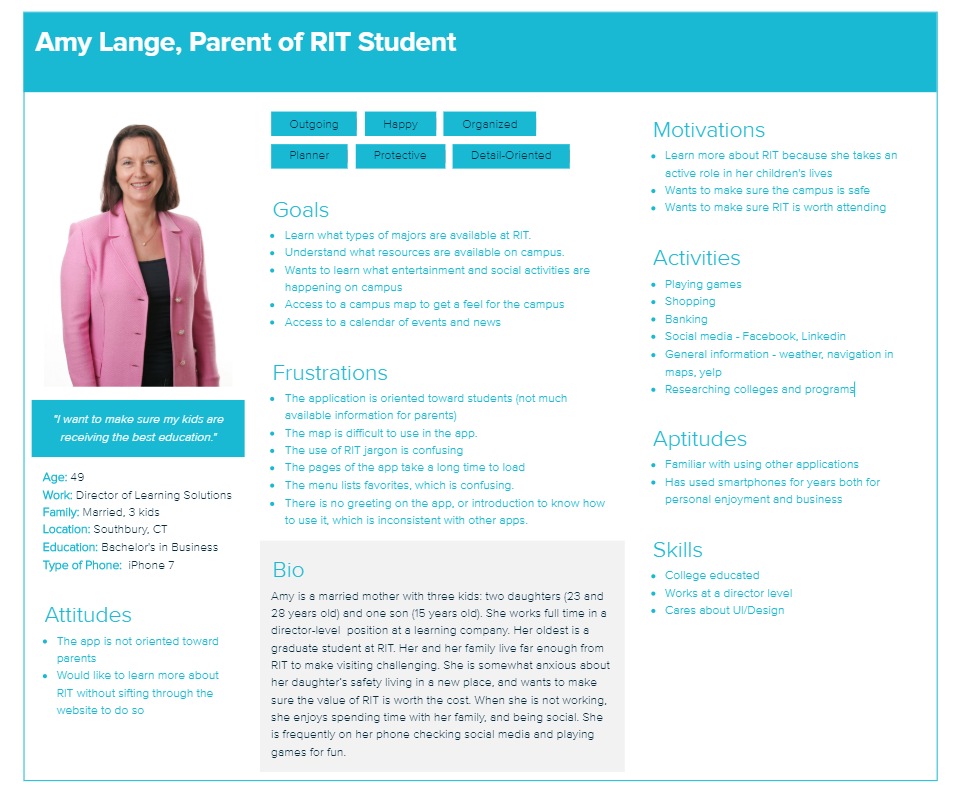 Amy Lange, Parent of RIT Student
"I want to make sure my kids are
receiving the best education."
Age: 49
Work: Director of Learning Solutions
Family: Married, 3 kids
Location: Southbury, CT
Education: Bachelor's in Business
Type of Phone: iPhone 7
Attitudes
• The app is not oriented toward
parents
• Would like to learn more about
RIT without sifting through the
website to do so
Outgoing Happy Organized
Planner Protective Detail-Oriented
Goals
• Learn what types of majors are available at RIT.
• Understand what resources are available on campus.
• Wants to learn what entertainment and social activities are
happening on campus
• Access to a campus map to get a feel for the campus
• Access to a calendar of events and news
Frustrations
• The application is oriented toward students (not much
available information for parents)
• The map is difficult to use in the app.
• The use of RIT jargon is confusing
• The pages of the app take a long time to load
• The menu lists favorites, which is confusing.
• There is no greeting on the app, or introduction to know how
to use it, which is inconsistent with other apps.
Bio
Amy is a married mother with three kids: two daughters (23 and
28 years old) and one son (15 years old). She works full time in a
director-level position at a learning company. Her oldest is a
graduate student at RIT. Her and her family live far enough from
RIT to make visiting challenging. She is somewhat anxious about
her daughter's safety living in a new place, and wants to make
sure the value of RIT is worth the cost. When she is not working,
she enjoys spending time with her family, and being social. She
is frequently on her phone checking social media and playing
games for fun.
Motivations
• Learn more about RIT because she takes an
active role in her children's lives
• Wants to make sure the campus is safe
• Wants to make sure RIT is worth attending
Activities
• Playing games
• Shopping
• Banking
• Social media - Facebook, Linkedin
• General information - weather, navigation in
maps, yelp
• Researching colleges and programs
Aptitudes
• Familiar with using other applications
• Has used smartphones for years both for
personal enjoyment and business
Skills
• College educated
• Works at a director level
• Cares about UI/Design